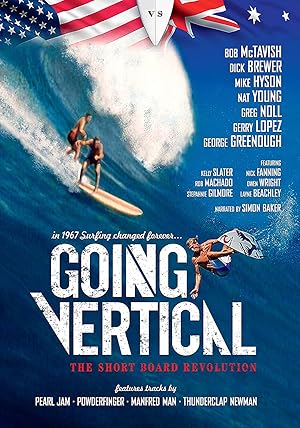 VS
BOB McTAVISH
DICK BREWER
MIKE HYSON
NAT YOUNG
GREG NOLL
GERRY LOPEZ
GEORGE GREENOUGH
FEATURING
KELLY SLATER
ROB MACHADO
STEPHANIE GILMORE
MICK FANNING
OWEN WRIGHT
LAYNE BEACHLEY
NARRATED BY SIMON BAKER
in 1967 Surfing changed forever...
GOING
VERTICAL
THE SHORT BOARD REVOLUTION
features tracks by
PEARL JAM • POWDERFINGER • MANFRED MAN • THUNDERCLAP NEWMAN